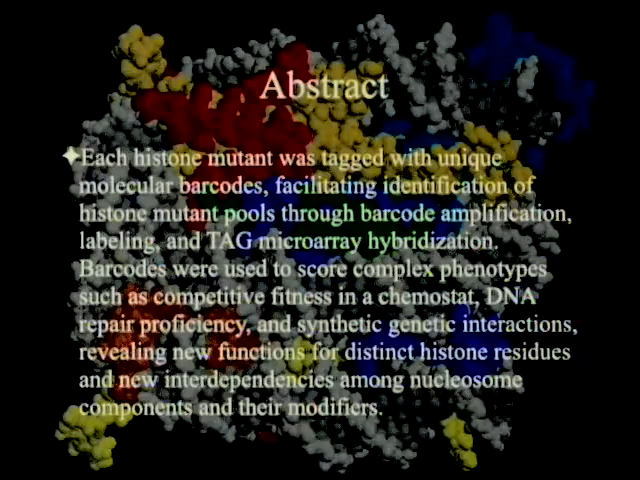 Abstract
Each histone mutant was tagged with unique
molecular barcodes, facilitating identification of
histone mutant pools through barcode amplification,
labeling, and TAG microarray hybridization.
Barcodes were used to score complex phenotypes
such as competitive fitness in a chemostat, DNA
repair proficiency, and synthetic genetic interactions,
revealing new functions for distinct histone residues
and new interdependencies among nucleosome
components and their modifiers.